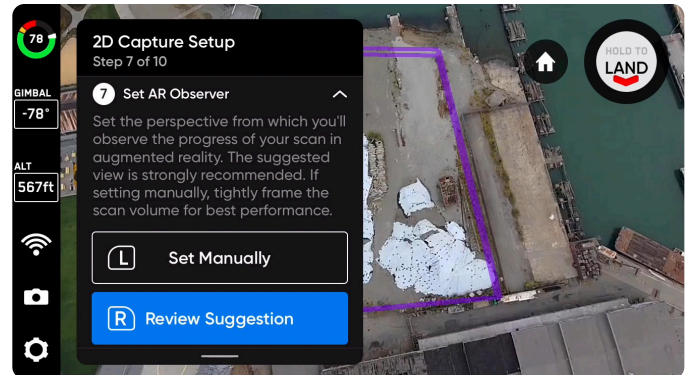 78
GIMBAL
-78°
ALT
567ft
2D Capture Setup
Step 7 of 10
7 Set AR Observer
Set the perspective from which you'll
observe the progress of your scan in
augmented reality. The suggested
view is strongly recommended. If
setting manually, tightly frame the
scan volume for best performance.
L Set Manually
R Review Suggestion
HOLD TO
LAND